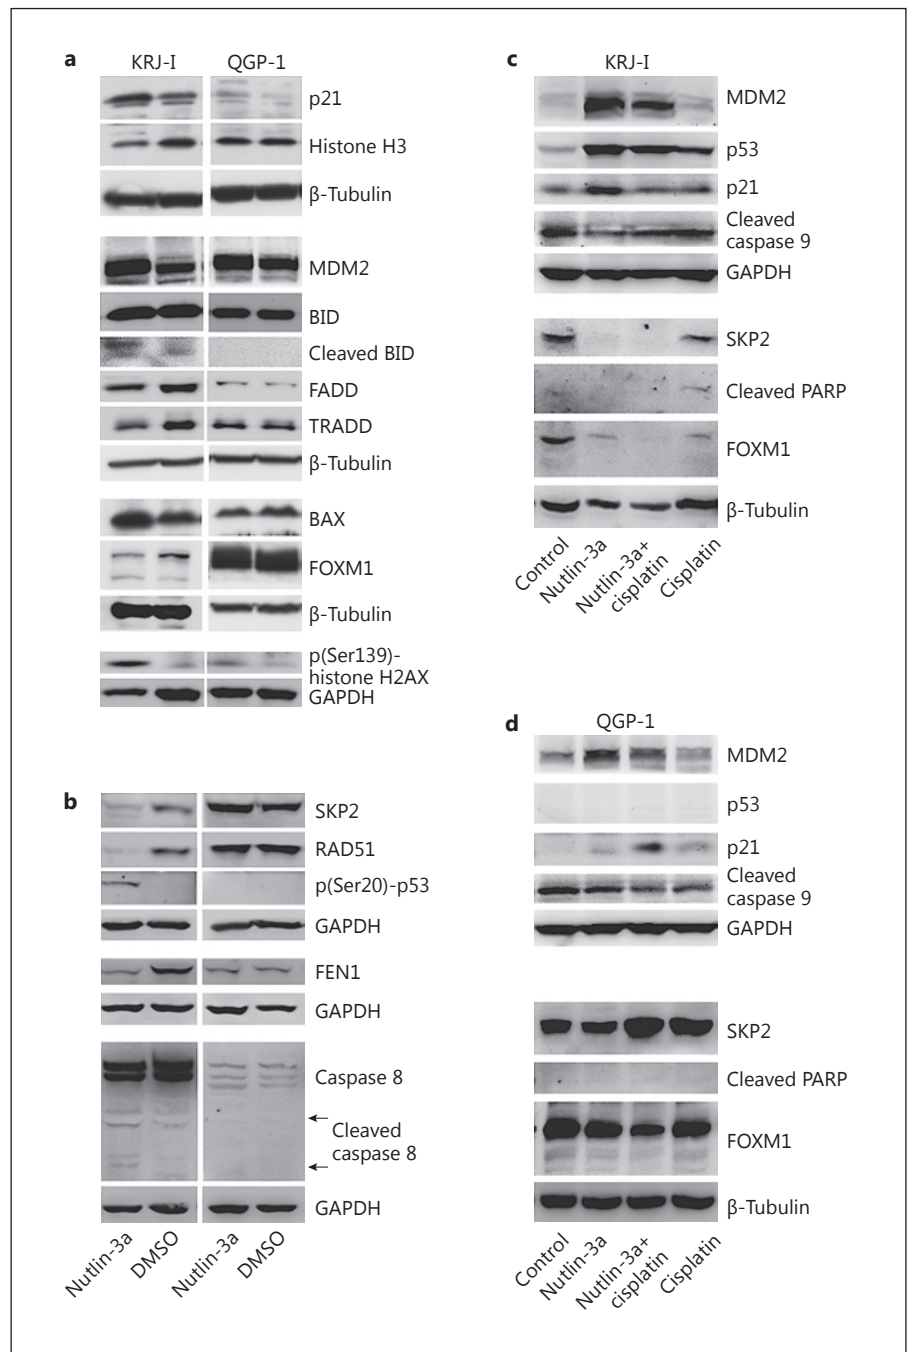 a
KRJ-I QGP-1
p21
Histone H3
β-Tubulin
MDM2
BID
Cleaved BID
FADD
TRADD
β-Tubulin
BAX
FOXM1
β-Tubulin
p(Ser139)-
histone H2AX
GAPDH
b
SKP2
RAD51
p(Ser20)-p53
GAPDH
FEN1
GAPDH
Caspase 8
Cleaved
caspase 8
GAPDH
Nutlin-3a
DMSO
Nutlin-3a
DMSO
c
KRJ-I
MDM2
p53
p21
Cleaved
caspase 9
GAPDH
SKP2
Cleaved PARP
FOXM1
β-Tubulin
Control
Nutlin-3a
Nutlin-3a+
cisplatin
Cisplatin
d
QGP-1
MDM2
p53
p21
Cleaved
caspase 9
GAPDH
SKP2
Cleaved PARP
FOXM1
β-Tubulin
Control
Nutlin-3a
Nutlin-3a+
cisplatin
Cisplatin